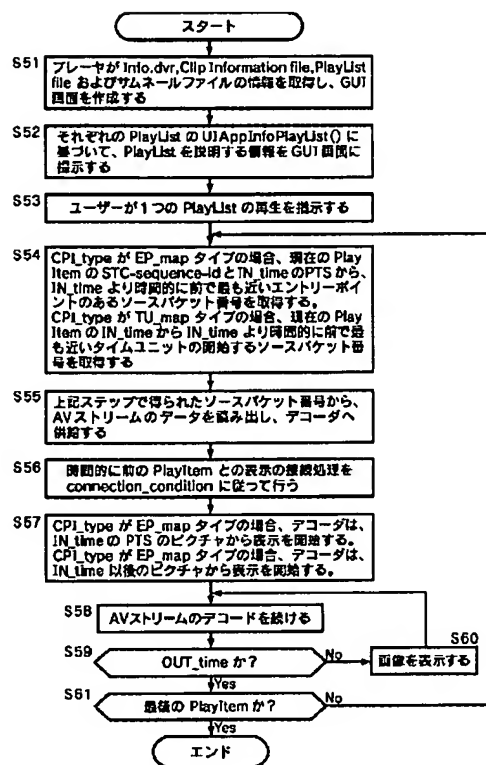 スタート
S51
プレーヤが Info.dvr,Clip Information file,PlayList
file およびサムネールファイルの情報を取得し、GUI
画面を作成する
S52
それぞれの PlayList の UIAppInfoPlayList() に
基づいて、PlayList を説明する情報を GUI 画面に
提示する
S53
ユーザーが1つの PlayList の再生を指示する
S54
CPI_type が EP_map タイプの場合、現在の Play
Item の STC-sequence-id と IN_time のPTS から、
IN_time より時間的に前で最も近いエントリーポ
イントのあるソースパケット番号を取得する。
CPI_type が TU_map タイプの場合、現在の Play
Item の IN_time から IN_time より時間的に前で最
も近いタイムユニットの開始するソースパケット番
号を取得する
S55
上記ステップで得られたソースパケット番号から、
AVストリームのデータを読み出し、デコーダへ
供給する
S56
時間的に前の PlayItem との表示の接続処理を
connection_condition に従って行う
S57
CPI_type が EP_map タイプの場合、デコーダは、
IN_time の PTS のピクチャから表示を開始する。
CPI_type が EP_map タイプの場合、デコーダは、
IN_time 以後のピクチャから表示を開始する。
S58
AVストリームのデコードを続ける
S59
OUT_time か?
No
S60
画像を表示する
Yes
S61
最後の PlayItem か?
No
Yes
エンド